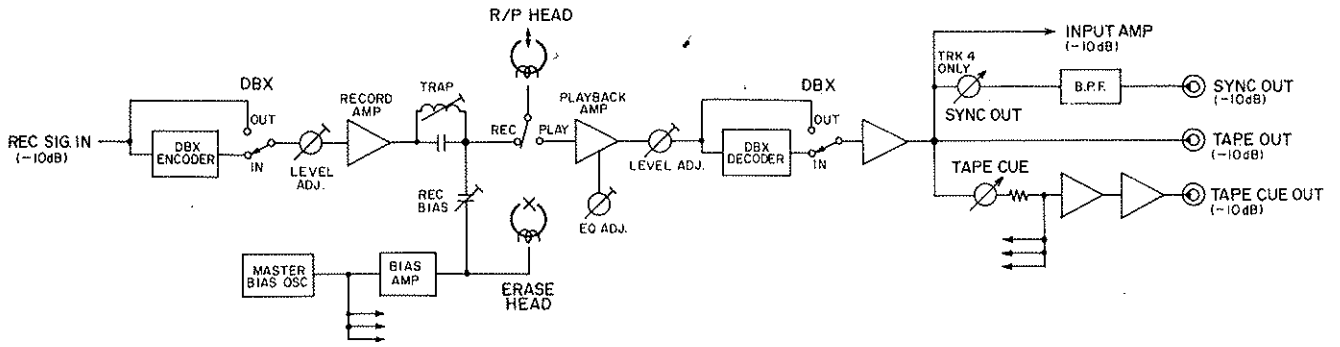 R/P HEAD
INPUT AMP
(-10dB)
TRK 4
ONLY
DBX
TRAP
RECORD
AMP
PLAYBACK
AMP
DBX
B.P.F.
SYNC OUT
(-10dB)
SYNC OUT
OUT
REC
PLAY
OUT
REC SIG. IN
(-10dB)
DBX
ENCODER
IN
LEVEL
ADJ.
LEVEL ADJ.
DBX
DECODER
IN
TAPE OUT
(-10dB)
TAPE CUE
REC
BIAS
EQ ADJ.
TAPE CUE OUT
(-10dB)
MASTER
BIAS OSC
BIAS
AMP
ERASE
HEAD